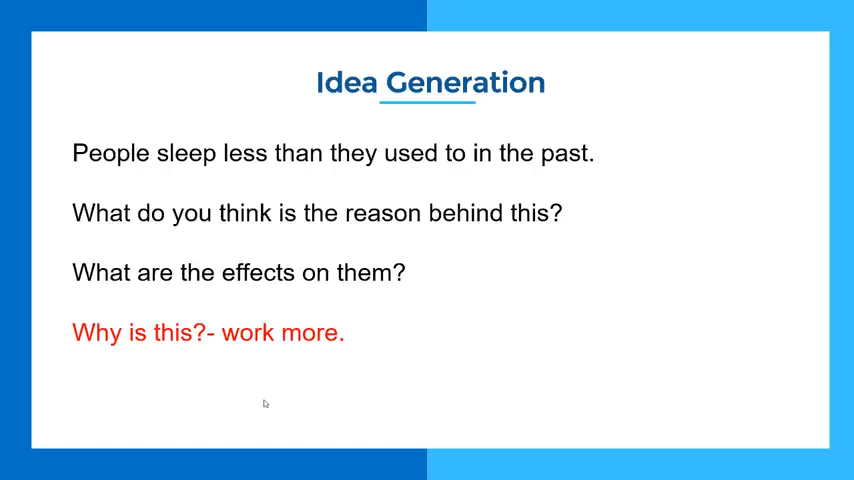 Idea Generation
People sleep less than they used to in the past.
What do you think is the reason behind this?
What are the effects on them?
Why is this?- work more.